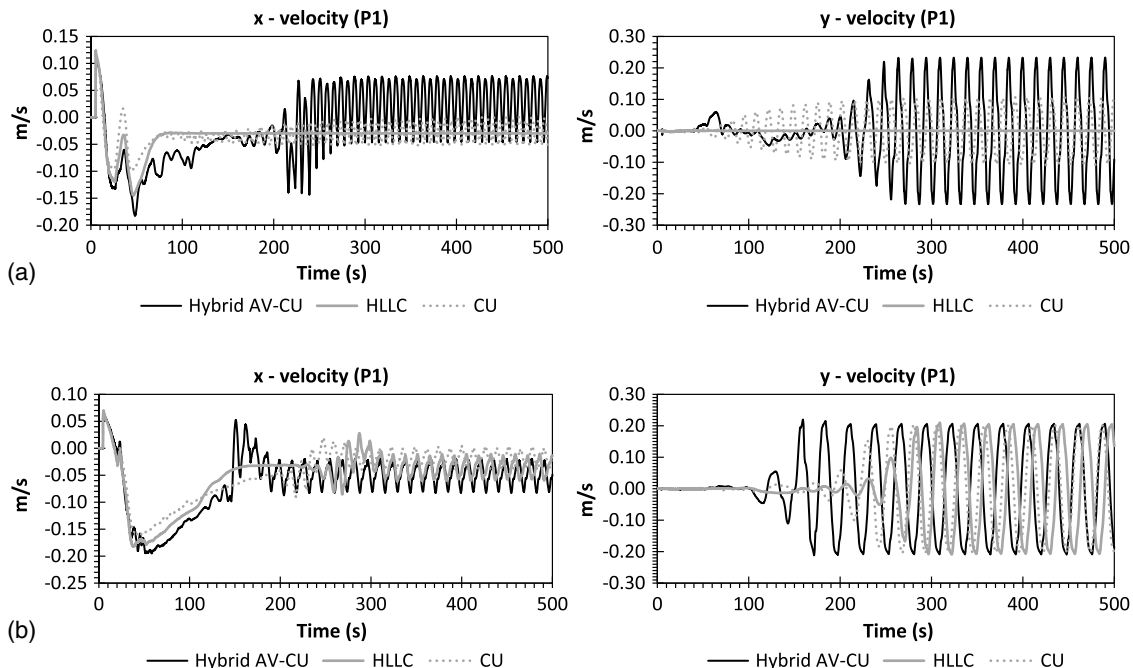 x - velocity (P1)
0.15
0.10
0.05
0.00
-0.05
-0.10
-0.15
-0.20
m/s
0 100 200 300 400 500
Time (s)
(a)
Hybrid AV-CU HLLC CU
y - velocity (P1)
0.30
0.20
0.10
0.00
-0.10
-0.20
-0.30
m/s
0 100 200 300 400 500
Time (s)
Hybrid AV-CU HLLC CU
x - velocity (P1)
0.10
0.05
0.00
-0.05
-0.10
-0.15
-0.20
-0.25
m/s
0 100 200 300 400 500
Time (s)
(b)
Hybrid AV-CU HLLC CU
y - velocity (P1)
0.30
0.20
0.10
0.00
-0.10
-0.20
-0.30
m/s
0 100 200 300 400 500
Time (s)
Hybrid AV-CU HLLC CU